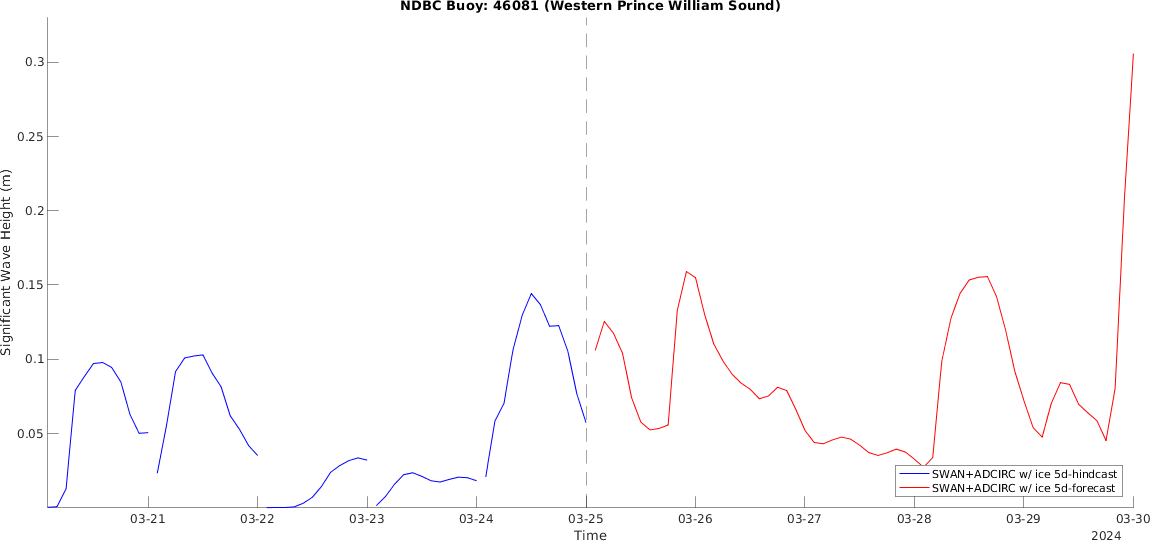 NDBC Buoy: 46081 (Western Prince William Sound)
Significant Wave Height (m)
0.3
0.25
0.2
0.15
0.1
0.05
SWAN+ADCIRC w/ ice 5d-hindcast
SWAN+ADCIRC w/ ice 5d-forecast
03-21 03-22 03-23 03-24 03-25 03-26 03-27 03-28 03-29 03-30
Time
2024